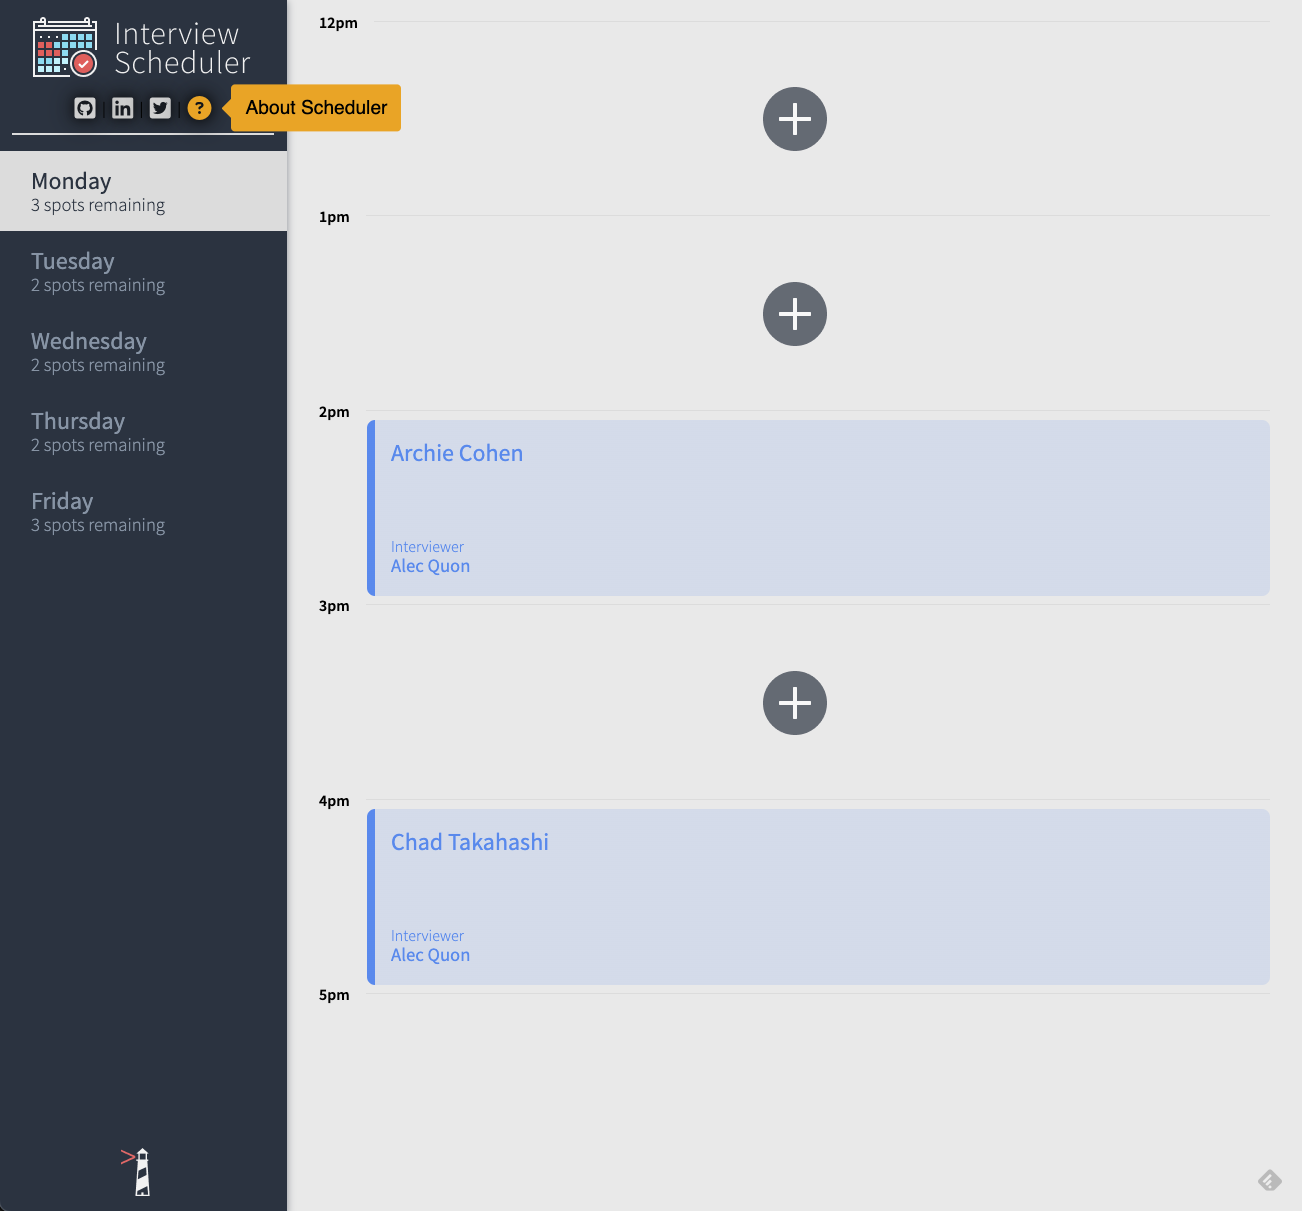 Interview
Scheduler
About Scheduler
Monday
3 spots remaining
Tuesday
2 spots remaining
Wednesday
2 spots remaining
Thursday
2 spots remaining
Friday
3 spots remaining
12pm
1pm
2pm
Archie Cohen
Interviewer
Alec Quon
3pm
4pm
Chad Takahashi
Interviewer
Alec Quon
5pm